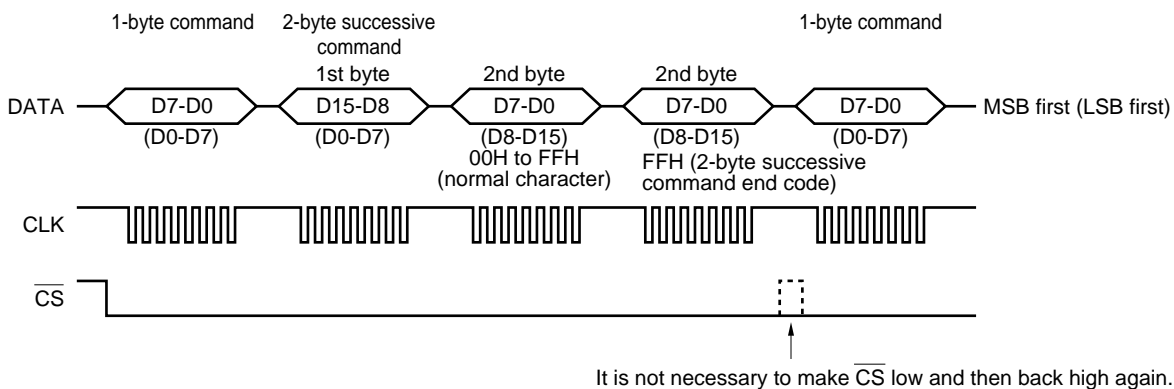 1-byte command
2-byte successive
command
1-byte command
1st byte
2nd byte
2nd byte
DATA
D7-D0
D15-D8
D7-D0
D7-D0
D7-D0
MSB first (LSB first)
(D0-D7)
(D0-D7)
(D8-D15)
(D8-D15)
(D0-D7)
00H to FFH
(normal character)
FFH (2-byte successive
command end code)
CLK
CS
It is not necessary to make CS low and then back high again.